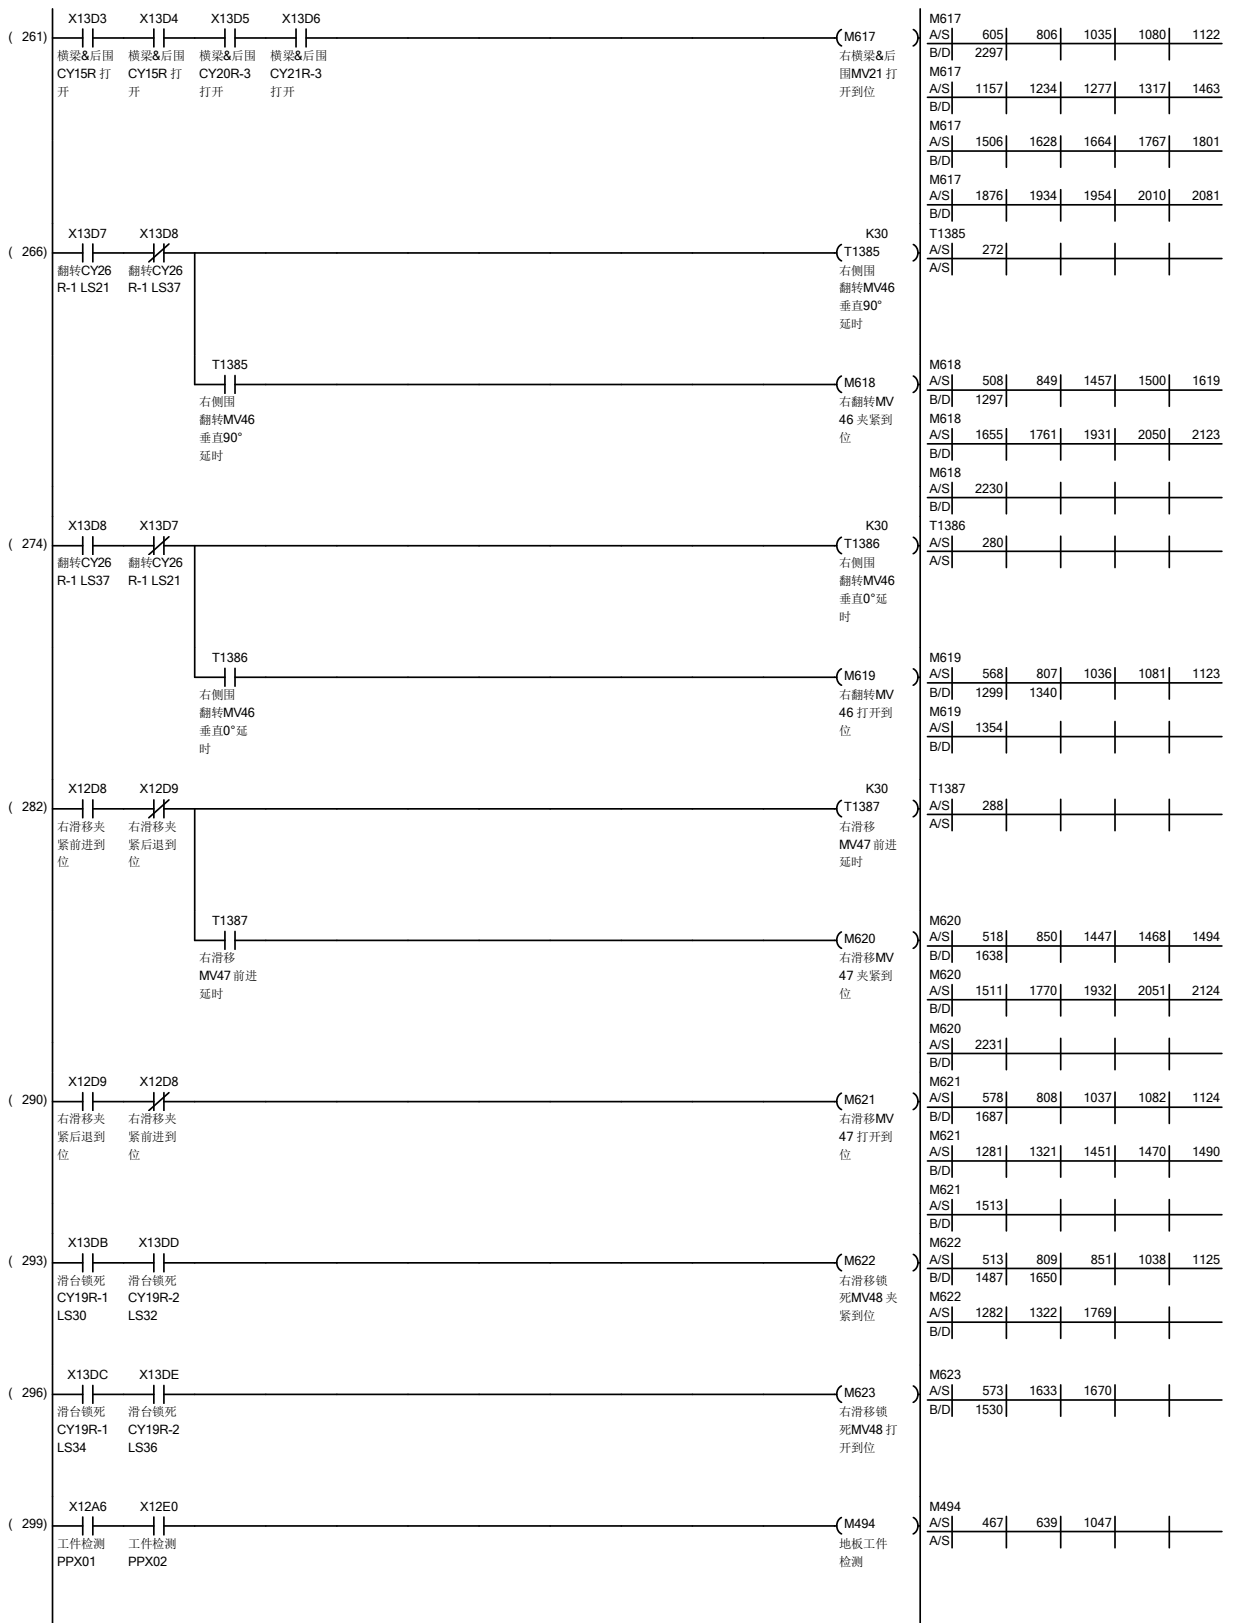 X13D3 X13D4 X13D5 X13D6 M617
( 261) M617 A/S 605 806 1035 1080 1122
横梁&后围 横梁&后围 横梁&后围 横梁&后围 右横梁&后 B/D 2297
CY15R 打 CY15R 打 CY20R-3 CY21R-3 围MV21 打 M617
开 开 打开 打开 开到位 A/S 1157 1234 1277 1317 1463
B/D
M617
A/S 1506 1628 1664 1767 1801
B/D
M617
A/S 1876 1934 1954 2010 2081
B/D
X13D7 X13D8 K30 T1385
( 266) T1385 A/S 272
翻转CY26 翻转CY26 右侧围 A/S
R-1 LS21 R-1 LS37 翻转MV46
垂直90°
延时
T1385 M618
M618 A/S 508 849 1457 1500 1619
右侧围 右翻转MV B/D 1297
翻转MV46 46 夹紧到 M618
垂直90° 位 A/S 1655 1761 1931 2050 2123
延时 B/D
M618
A/S 2230
B/D
X13D8 X13D7 K30 T1386
( 274) T1386 A/S 280
翻转CY26 翻转CY26 右侧围 A/S
R-1 LS37 R-1 LS21 翻转MV46
垂直0°延
时
T1386 M619
M619 A/S 568 807 1036 1081 1123
右侧围 右翻转MV B/D 1299 1340
翻转MV46 46 打开到 M619
垂直0°延 位 A/S 1354
时 B/D
X12D8 X12D9 K30 T1387
( 282) T1387 A/S 288
右滑移夹 右滑移夹 右滑移 A/S
紧前进到 紧后退到 MV47 前进
位 位 延时
T1387 M620
M620 A/S 518 850 1447 1468 1494
右滑移 右滑移MV B/D 1638
MV47 前进 47 夹紧到 M620
延时 位 A/S 1511 1770 1932 2051 2124
B/D
M620
A/S 2231
B/D
X12D9 X12D8 M621
( 290) M621 A/S 578 808 1037 1082 1124
右滑移夹 右滑移夹 右滑移MV B/D 1687
紧后退到 紧前进到 47 打开到 M621
位 位 位 A/S 1281 1321 1451 1470 1490
B/D
M621
A/S 1513
B/D
X13DB X13DD M622
( 293) M622 A/S 513 809 851 1038 1125
滑台锁死 滑台锁死 右滑移锁 B/D 1487 1650
CY19R-1 CY19R-2 死MV48 夹 M622
LS30 LS32 紧到位 A/S 1282 1322 1769
B/D
X13DC X13DE M623
( 296) M623 A/S 573 1633 1670
滑台锁死 滑台锁死 右滑移锁 B/D 1530
CY19R-1 CY19R-2 死MV48 打
LS34 LS36 开到位
X12A6 X12E0 M494
( 299) M494 A/S 467 639 1047
工件检测 工件检测 地板工件 A/S
PPX01 PPX02 检测